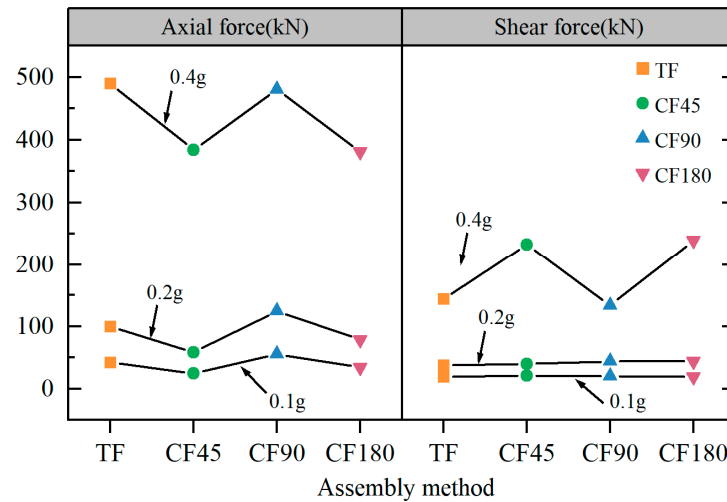 Axial force(kN)
Shear force(kN)
500
400
300
200
100
0
0.4g
0.2g
0.1g
0.4g
0.2g
0.1g
TF
CF45
CF90
CF180
TF
CF45
CF90
CF180
TF
CF45
CF90
CF180
Assembly method